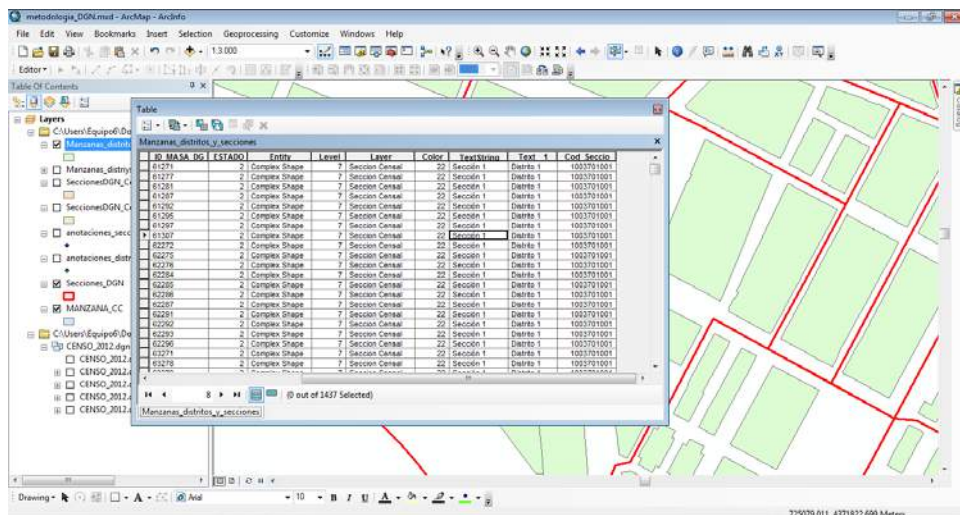 metodologia_DGN.mxd - ArcMap - ArcInfo
File Edit View Bookmarks Insert Selection Geoprocessing Customize Windows Help
1:3.000
Editor
Table Of Contents
Layers
C:\Users\Equipo6\Do
Manzanas_distrito
Manzanas_distrys
SeccionesDGN_Ce
SeccionesDGN_Ce
anotaciones_secc
anotaciones_distr
Secciones_DGN
MANZANA_CC
C:\Users\Equipo6\Do
CENSO_2012.dgn
CENSO_2012.
CENSO_2012.
CENSO_2012.
CENSO_2012.
Table
Manzanas_distritos_y_secciones
ID_MASA_DG ESTADO Entity Level Layer Color TextString Text_1 Cod_Seccio
61271 2 Complex Shape 7 Seccion Censal 22 Sección 1 Distrito 1 1003701001
61277 2 Complex Shape 7 Seccion Censal 22 Sección 1 Distrito 1 1003701001
61281 2 Complex Shape 7 Seccion Censal 22 Sección 1 Distrito 1 1003701001
61287 2 Complex Shape 7 Seccion Censal 22 Sección 1 Distrito 1 1003701001
61292 2 Complex Shape 7 Seccion Censal 22 Sección 1 Distrito 1 1003701001
61295 2 Complex Shape 7 Seccion Censal 22 Sección 1 Distrito 1 1003701001
61297 2 Complex Shape 7 Seccion Censal 22 Sección 1 Distrito 1 1003701001
61307 2 Complex Shape 7 Seccion Censal 22 Sección 1 Distrito 1 1003701001
62272 2 Complex Shape 7 Seccion Censal 22 Sección 1 Distrito 1 1003701001
62275 2 Complex Shape 7 Seccion Censal 22 Sección 1 Distrito 1 1003701001
62276 2 Complex Shape 7 Seccion Censal 22 Sección 1 Distrito 1 1003701001
62284 2 Complex Shape 7 Seccion Censal 22 Sección 1 Distrito 1 1003701001
62285 2 Complex Shape 7 Seccion Censal 22 Sección 1 Distrito 1 1003701001
62286 2 Complex Shape 7 Seccion Censal 22 Sección 1 Distrito 1 1003701001
62287 2 Complex Shape 7 Seccion Censal 22 Sección 1 Distrito 1 1003701001
62291 2 Complex Shape 7 Seccion Censal 22 Sección 1 Distrito 1 1003701001
62292 2 Complex Shape 7 Seccion Censal 22 Sección 1 Distrito 1 1003701001
62293 2 Complex Shape 7 Seccion Censal 22 Sección 1 Distrito 1 1003701001
62296 2 Complex Shape 7 Seccion Censal 22 Sección 1 Distrito 1 1003701001
63271 2 Complex Shape 7 Seccion Censal 22 Sección 1 Distrito 1 1003701001
63278 2 Complex Shape 7 Seccion Censal 22 Sección 1 Distrito 1 1003701001
8
(0 out of 1437 Selected)
Manzanas_distritos_y_secciones
Drawing A Arial 10 B I U A